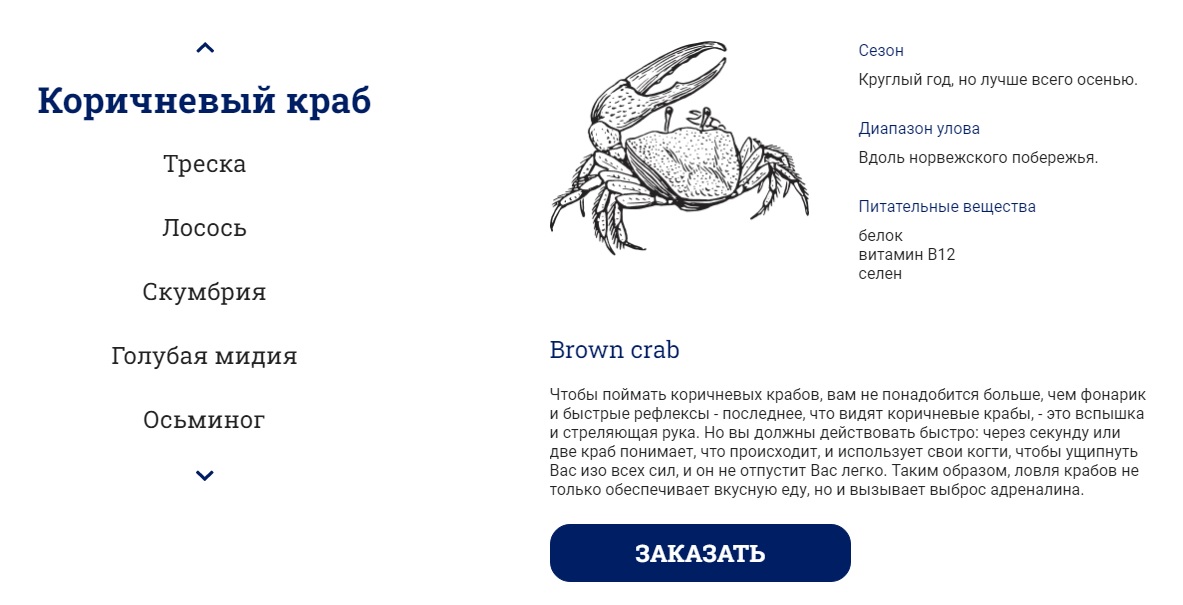 Коричневый краб
Треска
Лосось
Скумбрия
Голубая мидия
Осьминог
Сезон
Круглый год, но лучше всего осенью.
Диапазон улова
Вдоль норвежского побережья.
Питательные вещества
белок
витамин B12
селен
Brown crab
Чтобы поймать коричневых крабов, вам не понадобится больше, чем фонарик
и быстрые рефлексы - последнее, что видят коричневые крабы, - это вспышка
и стреляющая рука. Но вы должны действовать быстро: через секунду или
две краб понимает, что происходит, и использует свои когти, чтобы ущипнуть
Вас изо всех сил, и он не отпустит Вас легко. Таким образом, ловля крабов не
только обеспечивает вкусную еду, но и вызывает выброс адреналина.
ЗАКАЗАТЬ